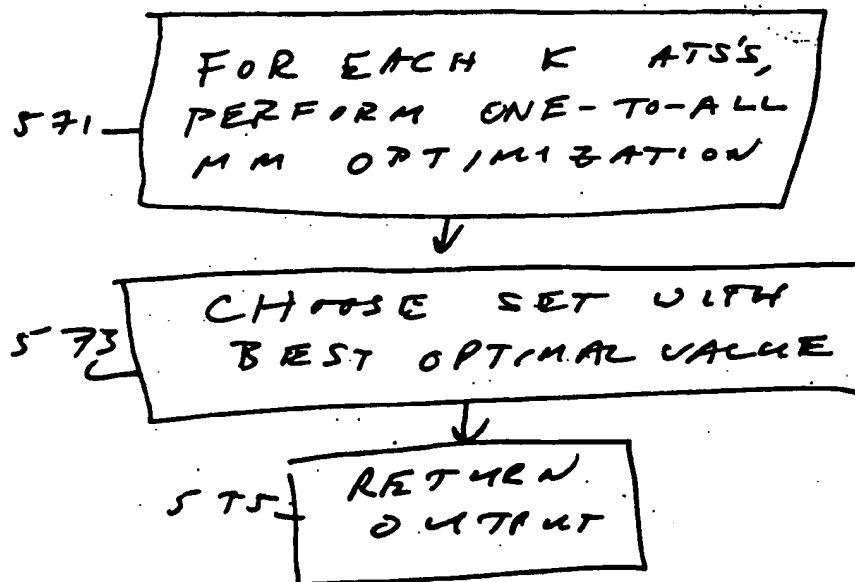 571
FOR EACH K ATS'S,
PERFORM ONE-TO-ALL
MM OPTIMIZATION
573
CHOOSE SET WITH
BEST OPTIMAL VALUE
575
RETURN
OUTPUT